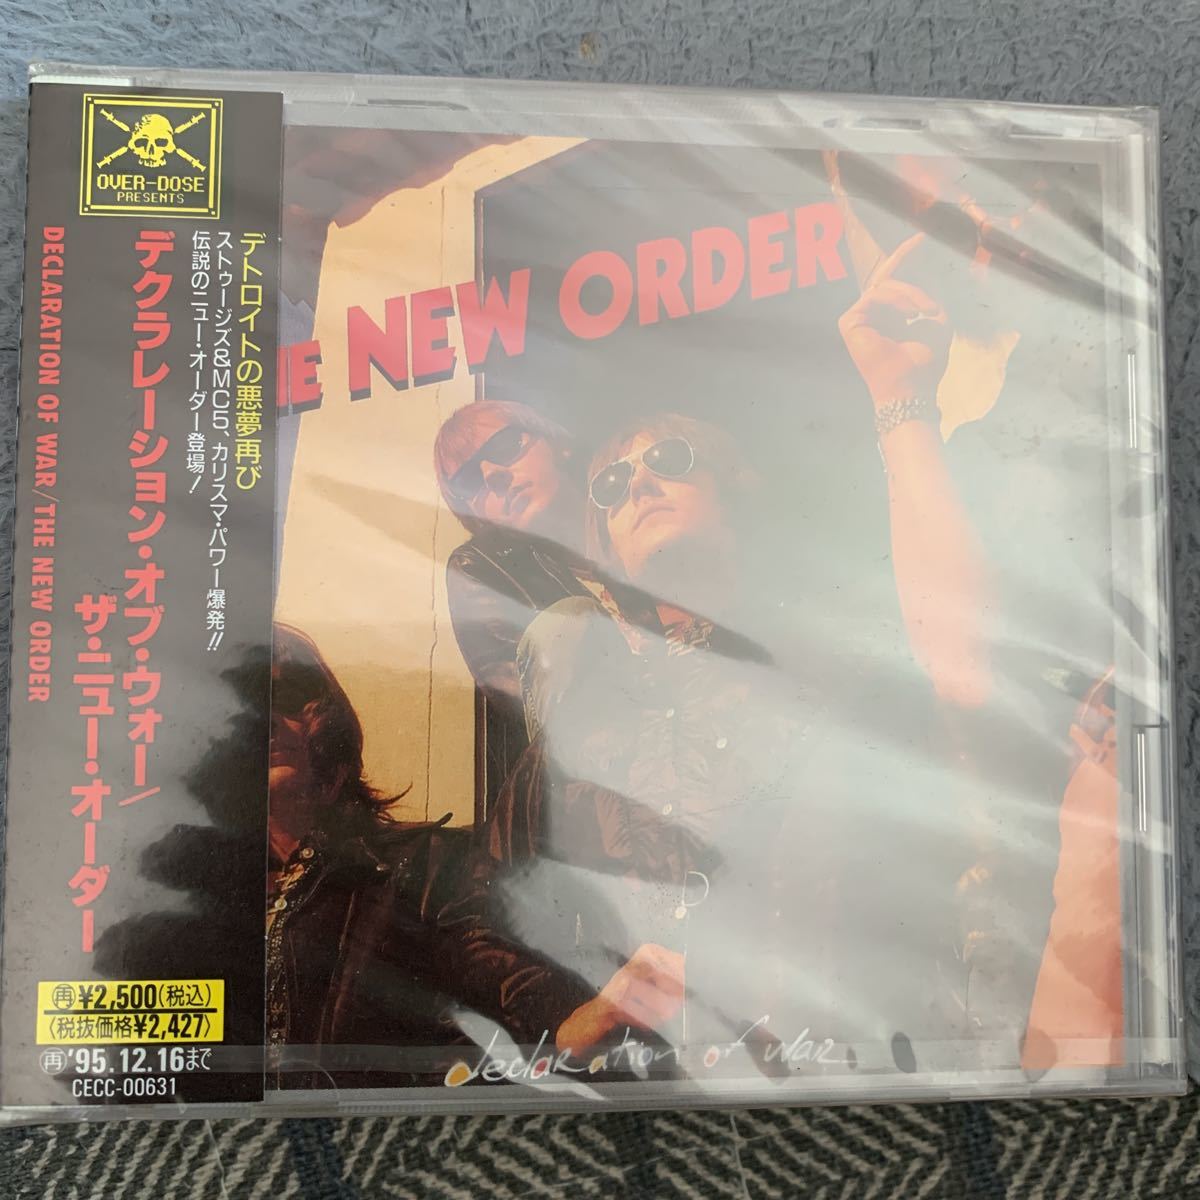 OVER-DOSE
PRESENTS
デトロイトの悪夢再び
ストゥージズ&MC5、カリスマ・パワー爆発!!
伝説のニュー・オーダー登場!
デクラレーション・オブ・ウォー/
ザ・ニュー・オーダー
DECLARATION OF WAR/THE NEW ORDER
再¥2,500(税込)
〈税抜価格¥2,427〉
再'95.12.16まで
CECC-00631
HE NEW ORDER
declaration of war